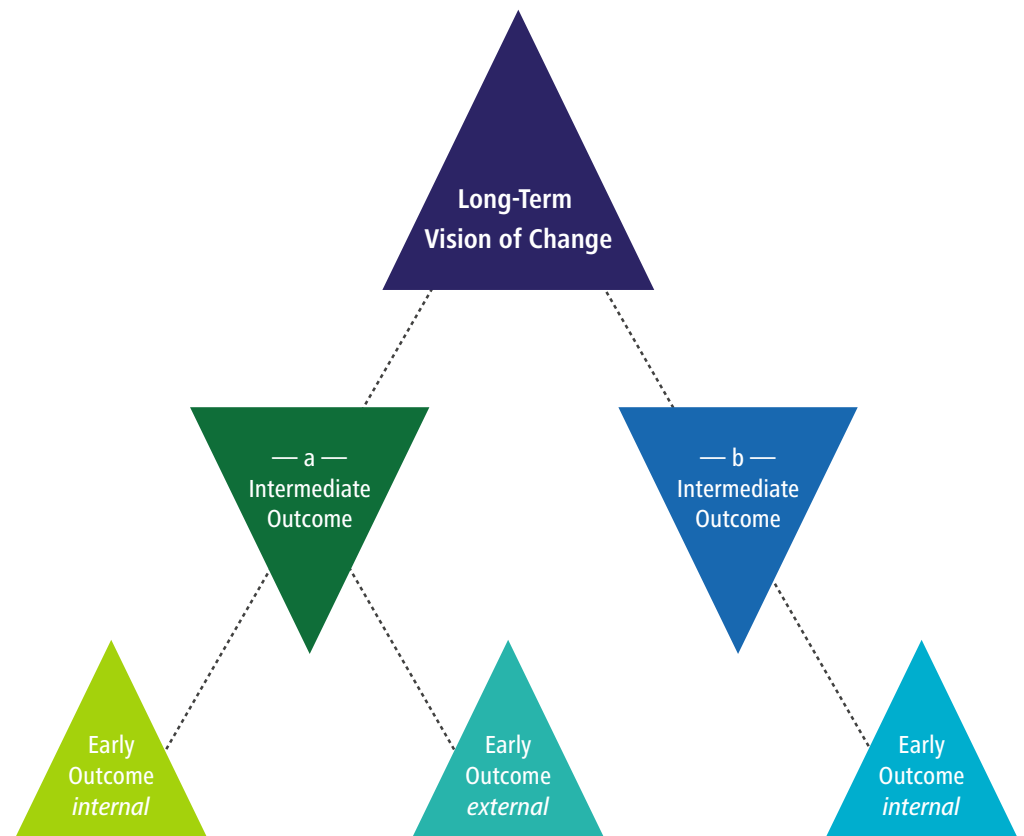 Long-Term
Vision of Change
— a —
Intermediate
Outcome
— b —
Intermediate
Outcome
Early
Outcome
internal
Early
Outcome
external
Early
Outcome
internal